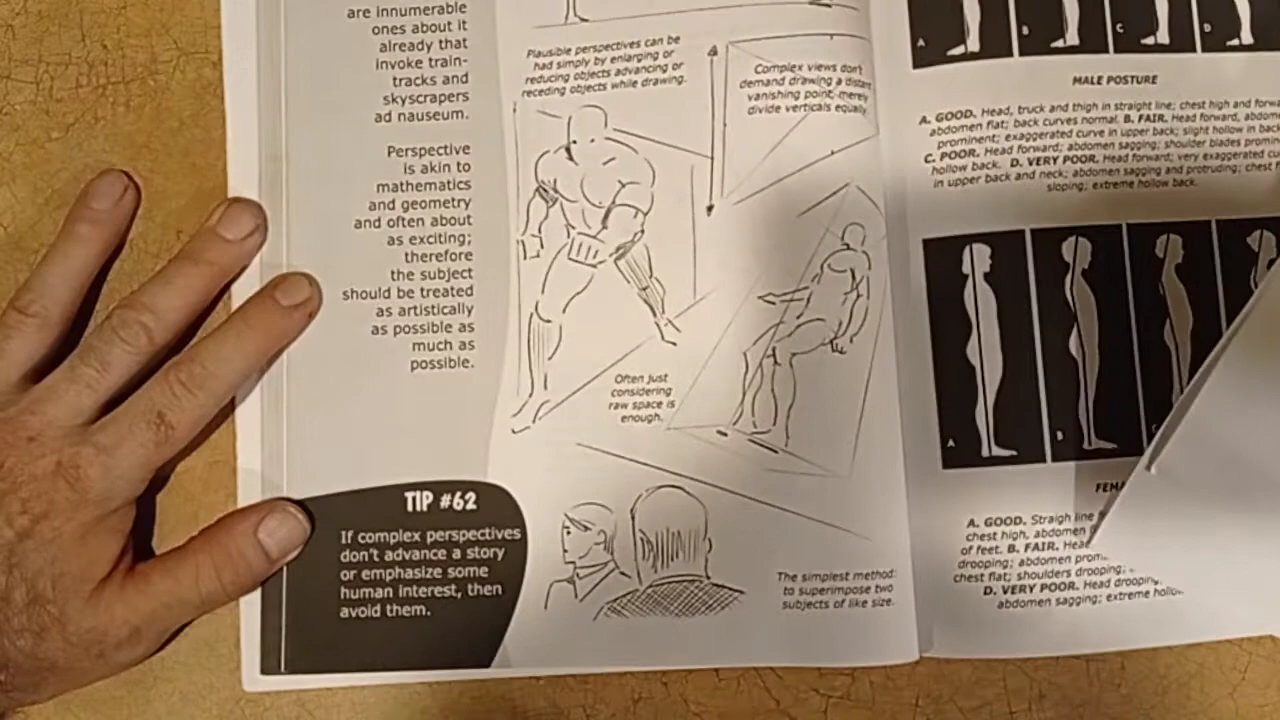 are innumerable
ones about it
already that
invoke train-
tracks and
skyscrapers
ad nauseum.
Perspective
is akin to
mathematics
and geometry
and often about
as exciting;
therefore
the subject
should be treated
as artistically
as possible as
much as
possible.
TIP #62
If complex perspectives
don't advance a story
or emphasize some
human interest, then
avoid them.
Plausible perspectives can be
had simply by enlarging or
reducing objects advancing or
receding objects while drawing.
Complex views don't
demand drawing a distant
vanishing point, merely
divide verticals equally
Often just
considering
raw space is
enough.
The simplest method:
to superimpose two
subjects of like size.
A B C D
MALE POSTURE
A. GOOD. Head, truck and thigh in straight line; chest high and
abdomen flat; back curves normal. B. FAIR. Head forward,
prominent; exaggerated curve in upper back; slight hollow in
C. POOR. Head forward; abdomen sagging; shoulder blades
hollow back. D. VERY POOR. Head forward; very exaggerated
in upper back and neck; abdomen sagging and protruding; chest
sloping; extreme hollow back.
A B
A. GOOD. Straigh line
chest high, abdomen
of feet. B. FAIR.
drooping; abdomen
chest flat; shoulders drooping;
D. VERY POOR. Head
abdomen sagging; extreme